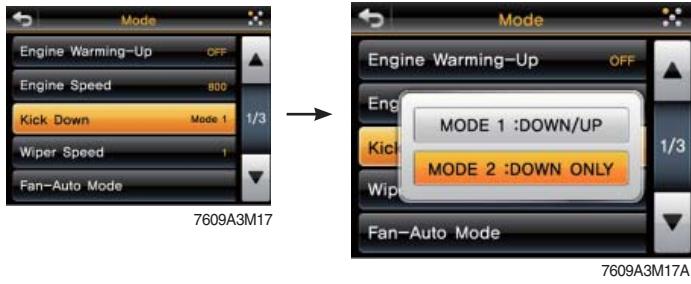 Mode
Engine Warming-Up OFF
Engine Speed 800
Kick Down Mode 1
1/3
Wiper Speed 1
Fan-Auto Mode
7609A3M17
Mode
Engine Warming-Up OFF
Eng
MODE 1 :DOWN/UP
Kick
1/3
MODE 2 :DOWN ONLY
Wip
Fan-Auto Mode
7609A3M17A